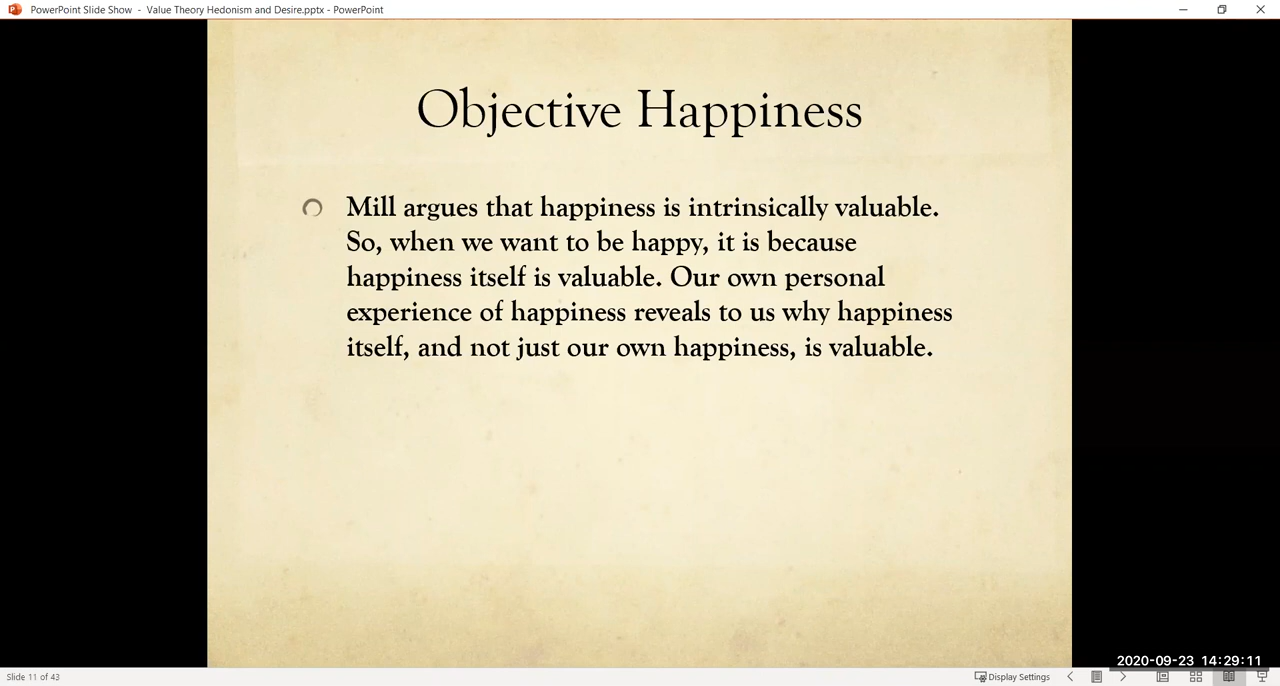 PowerPoint Slide Show - Value Theory Hedonism and Desire.pptx - PowerPoint
Objective Happiness
Mill argues that happiness is intrinsically valuable.
So, when we want to be happy, it is because
happiness itself is valuable. Our own personal
experience of happiness reveals to us why happiness
itself, and not just our own happiness, is valuable.
2020-09-23 14:29:11
Slide 11 of 43
Display Settings